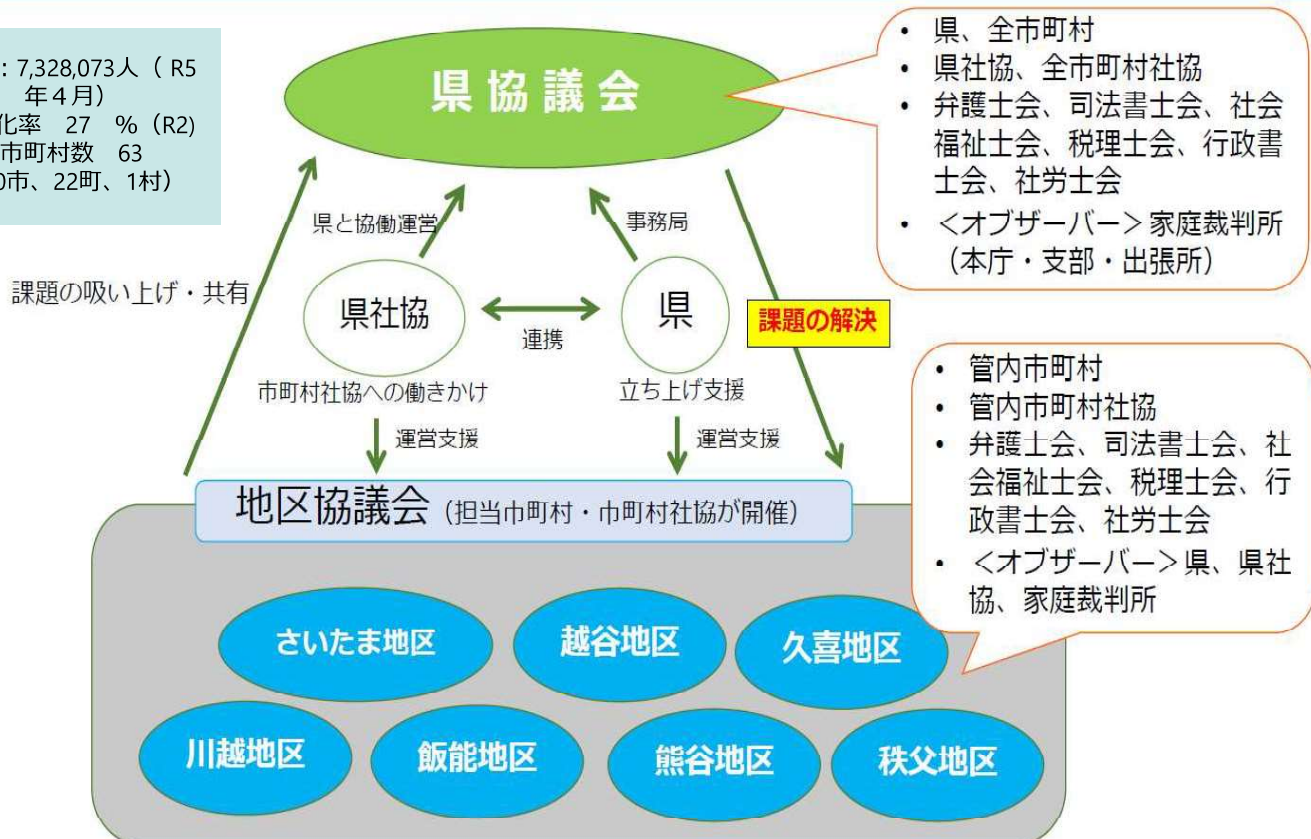 : 7,328,073人（ R5
年４月）
化率　27　%（R2)
市町村数　63
0市、22町、1村）
県協議会
• 県、全市町村
• 県社協、全市町村社協
• 弁護士会、司法書士会、社会
福祉士会、税理士会、行政書
士会、社労士会
• ＜オブザーバー＞家庭裁判所
（本庁・支部・出張所）
県と協働運営
事務局
課題の吸い上げ・共有
県社協
連携
県
課題の解決
市町村社協への働きかけ
立ち上げ支援
運営支援
運営支援
• 管内市町村
• 管内市町村社協
• 弁護士会、司法書士会、社
会福祉士会、税理士会、行
政書士会、社労士会
• ＜オブザーバー＞県、県社
協、家庭裁判所
地区協議会（担当市町村・市町村社協が開催）
さいたま地区
越谷地区
久喜地区
川越地区
飯能地区
熊谷地区
秩父地区